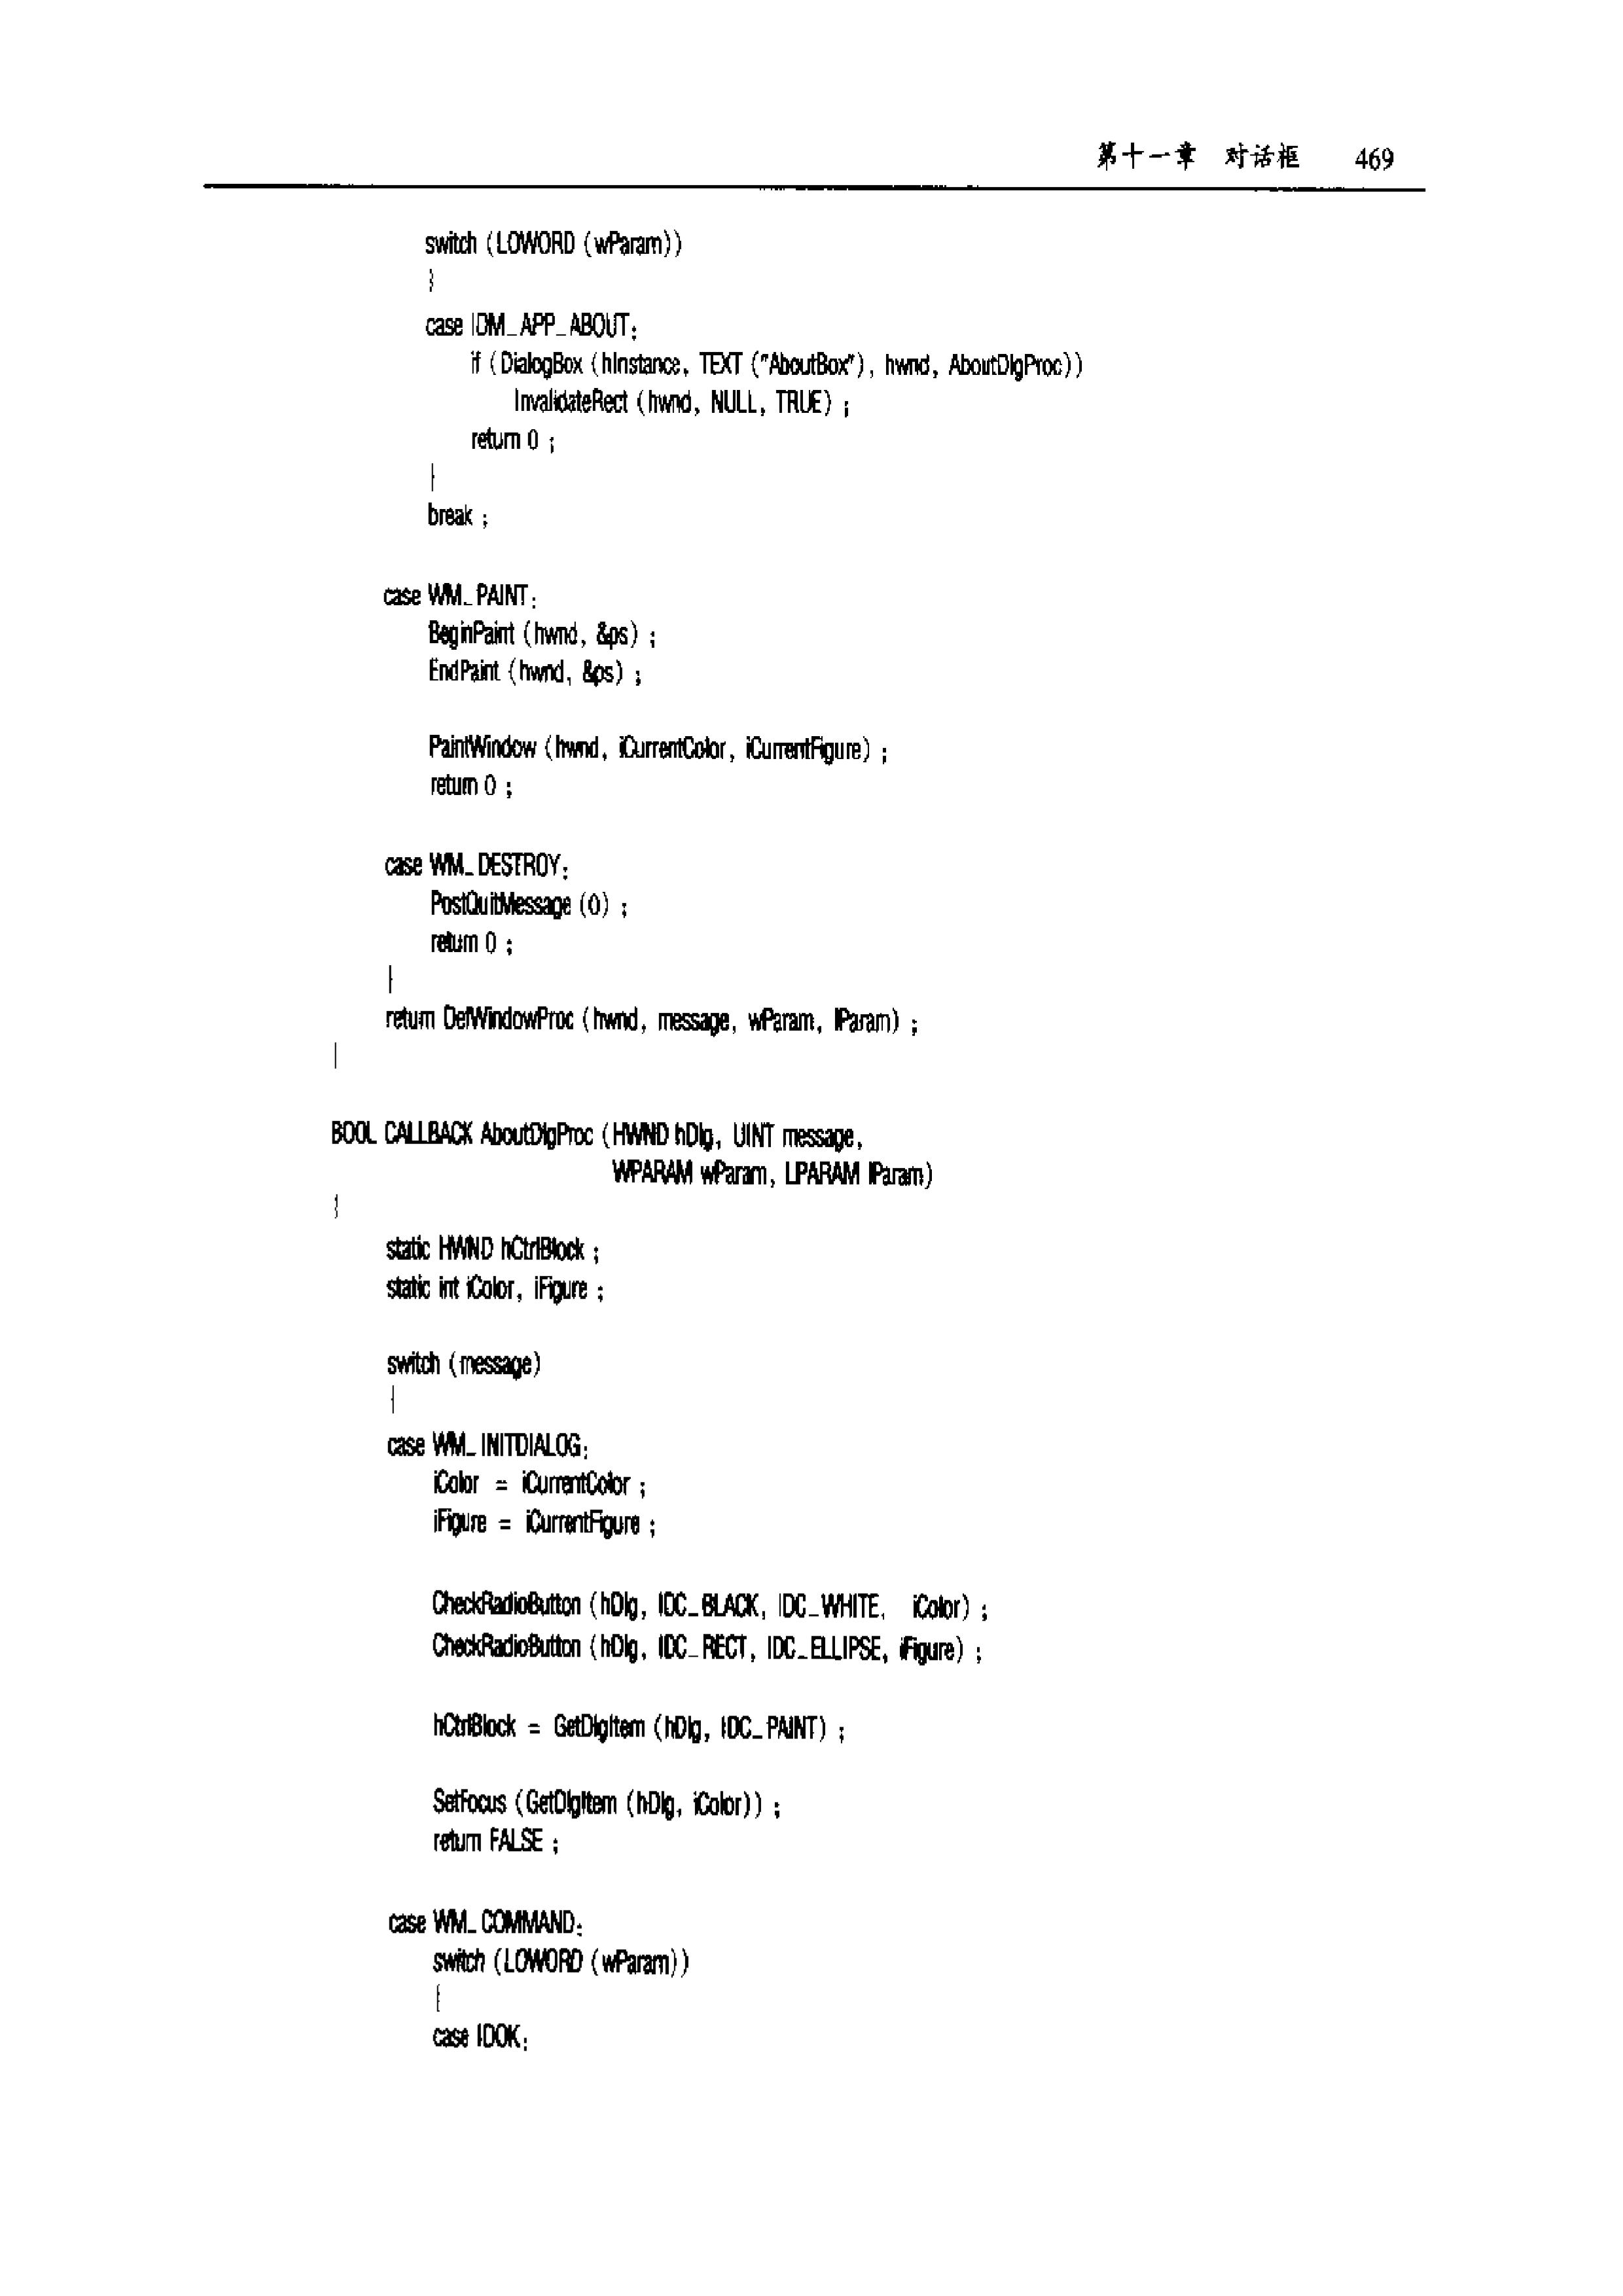 第十一章 对话框 469
switch (LOWORD (wParam))
{
case IDM_APP_ABOUT:
if (DialogBox (hInstance, TEXT ("AboutBox"), hwnd, AboutDlgProc))
InvalidateRect (hwnd, NULL, TRUE) ;
return 0 ;
}
break ;
case WM_PAINT:
BeginPaint (hwnd, &ps) ;
EndPaint (hwnd, &ps) ;
PaintWindow (hwnd, iCurrentColor, iCurrentFigure) ;
return 0 ;
case WM_DESTROY:
PostQuitMessage (0) ;
return 0 ;
}
return DefWindowProc (hwnd, message, wParam, lParam) ;
}
BOOL CALLBACK AboutDlgProc (HWND hDlg, UINT message,
WPARAM wParam, LPARAM lParam)
{
static HWND hCtrlBlock ;
static int iColor, iFigure ;
switch (message)
{
case WM_INITDIALOG:
iColor = iCurrentColor ;
iFigure = iCurrentFigure ;
CheckRadioButton (hDlg, IDC_BLACK, IDC_WHITE, iColor) ;
CheckRadioButton (hDlg, IDC_RECT, IDC_ELLIPSE, iFigure) ;
hCtrlBlock = GetDlgItem (hDlg, IDC_PAINT) ;
SetFocus (GetDlgItem (hDlg, iColor)) ;
return FALSE ;
case WM_COMMAND:
switch (LOWORD (wParam))
{
case IDOK: